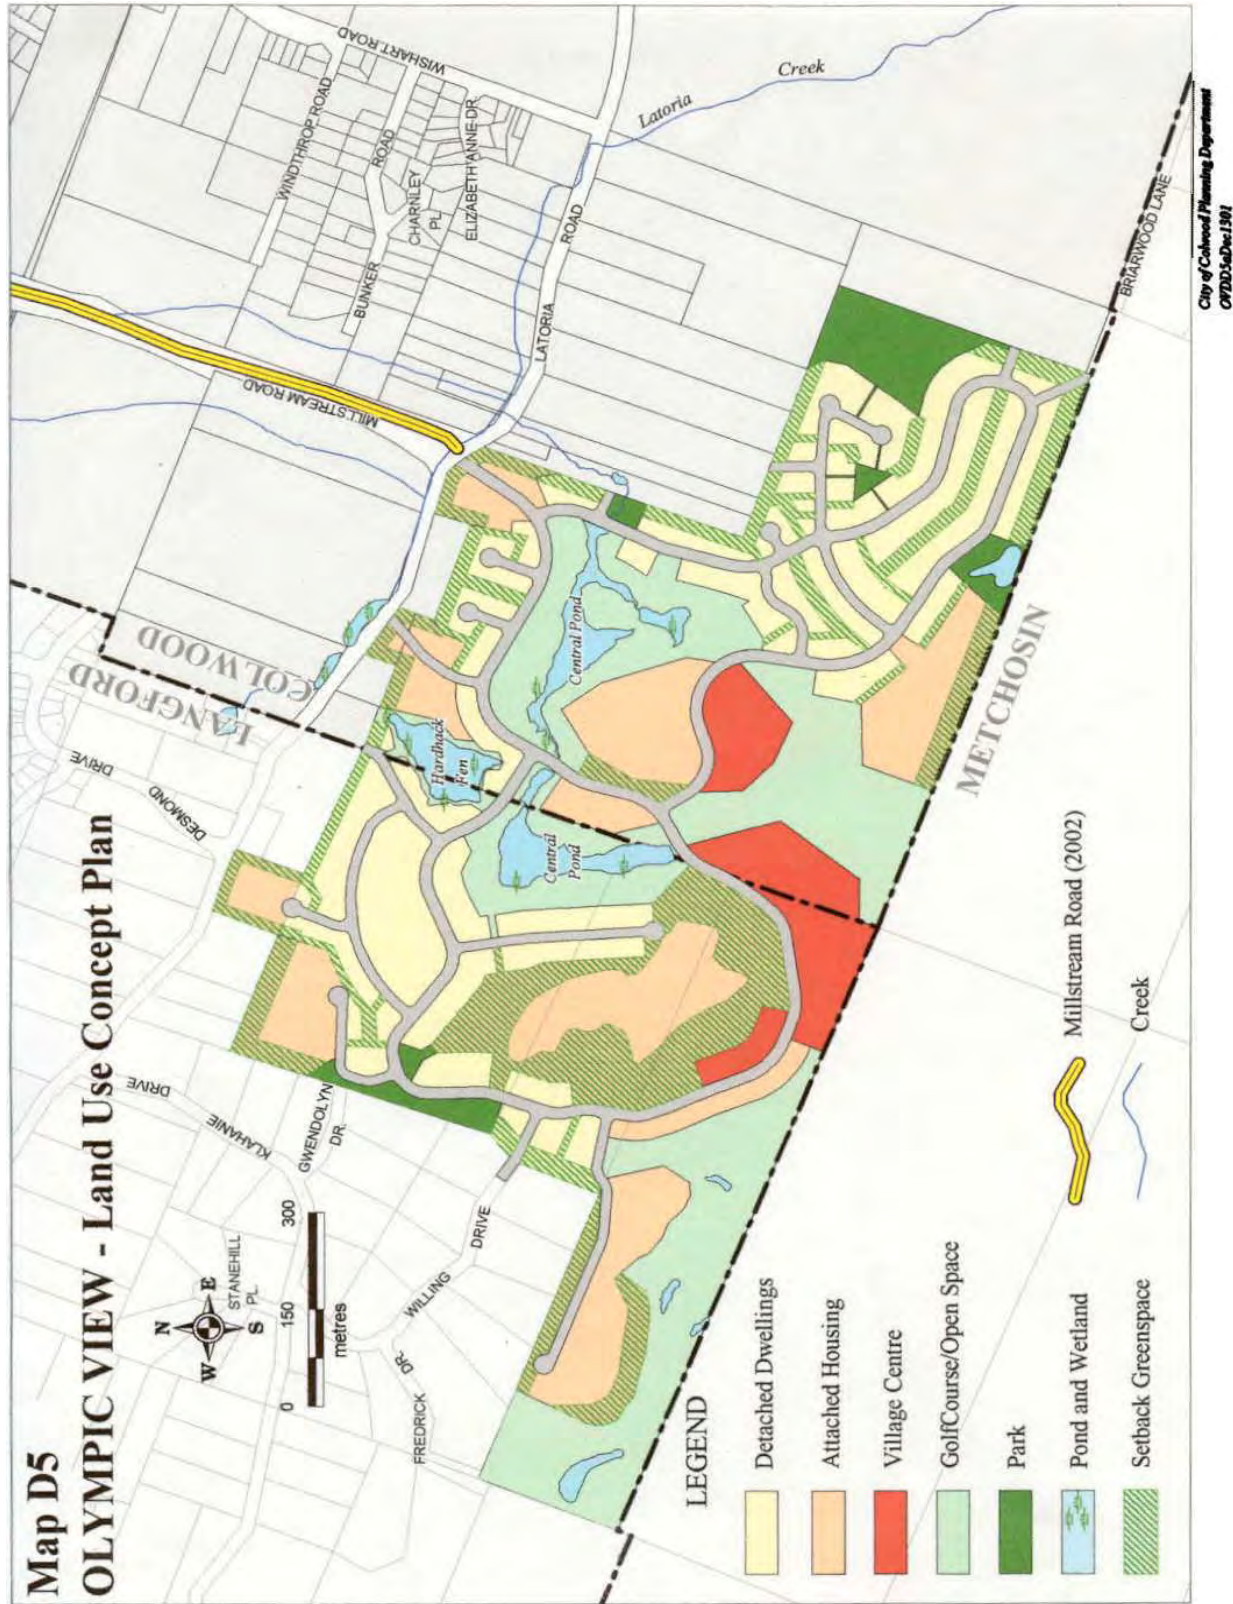 Map D5
OLYMPIC VIEW - Land Use Concept Plan
N
W
E
S
0
150
300
metres
STANEHILL
PL.
KLAHANIE
DRIVE
GWENDOLYN
DR.
WILLING
DRIVE
FREDRICK
DR.
DESMOND
DRIVE
LANGFORD
COLWOOD
METCHOSIN
Hardhack
Fen
Central
Pond
Central Pond
MILLSTREAM ROAD
LATORIA
ROAD
BUNKER
ROAD
WINDTHROP ROAD
CHARNLEY
PL
ELIZABETH ANNE DR.
WISHART ROAD
Latoria
Creek
BRIARWOOD LANE
LEGEND
Detached Dwellings
Attached Housing
Village Centre
GolfCourse/Open Space
Park
Pond and Wetland
Setback Greenspace
Millstream Road (2002)
Creek
City of Colwood Planning Department
OVDD5aDec1301